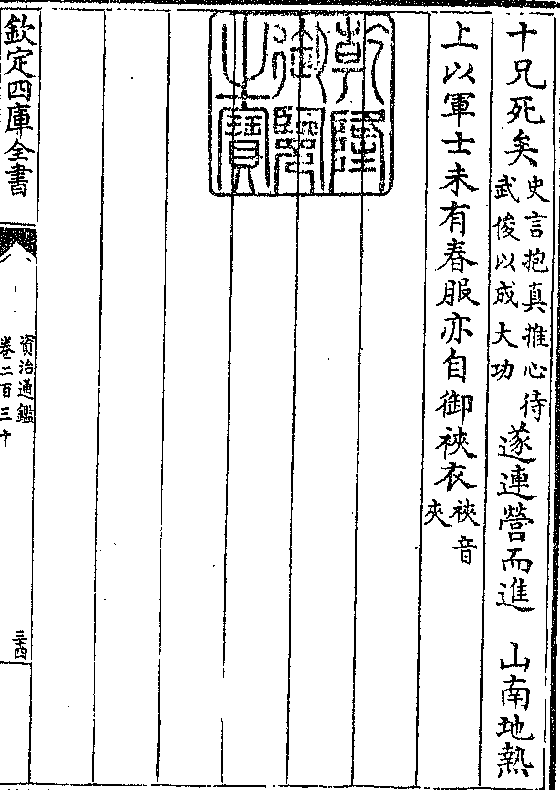 十兄死矣史言抱真推心待武俊以成大功遂連營而進　山南地熱
上以軍士未有春服亦自御裌衣裌音夾
乾隆御覽之寶
欽定四庫全書
資治通鑑
卷二百三十
三十四